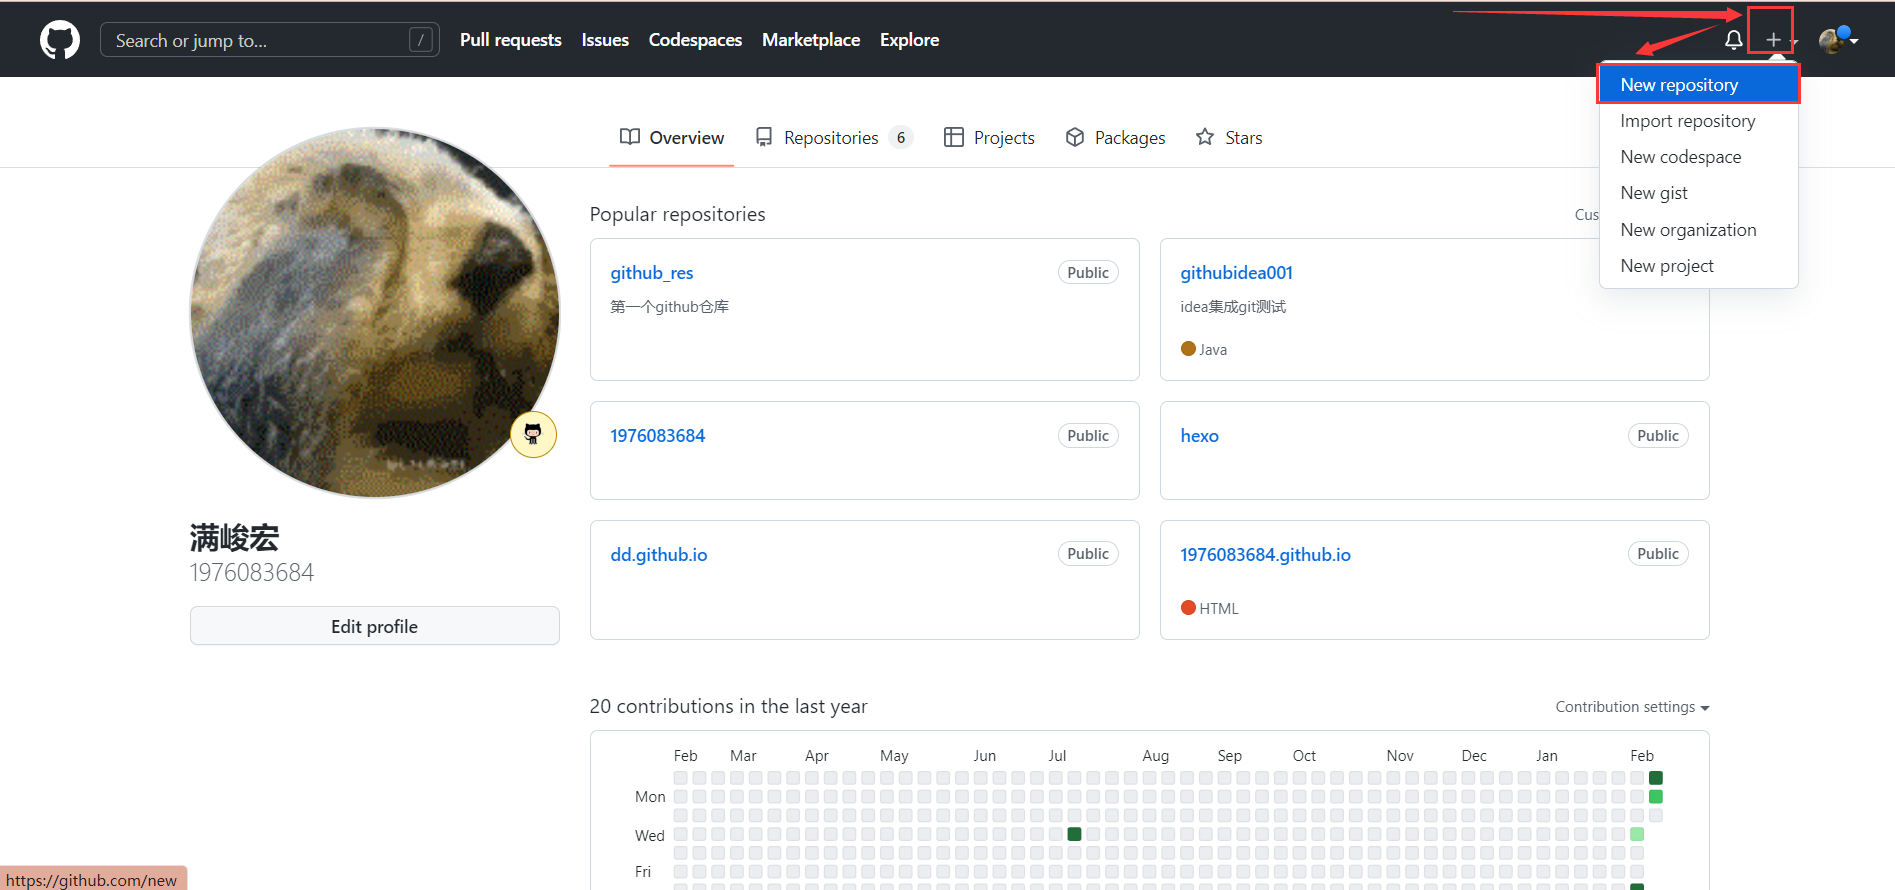 Search or jump to... / Pull requests Issues Codespaces Marketplace Explore
New repository
Import repository
New codespace
New gist
New organization
New project
Overview Repositories 6 Projects Packages Stars
Popular repositories Cus
github_res Public
第一个github仓库
githubidea001
idea集成git测试
Java
1976083684 Public
hexo Public
dd.github.io Public
1976083684.github.io Public
HTML
满峻宏
1976083684
Edit profile
20 contributions in the last year Contribution settings
Feb Mar Apr May Jun Jul Aug Sep Oct Nov Dec Jan Feb
Mon
Wed
Fri
https://github.com/new